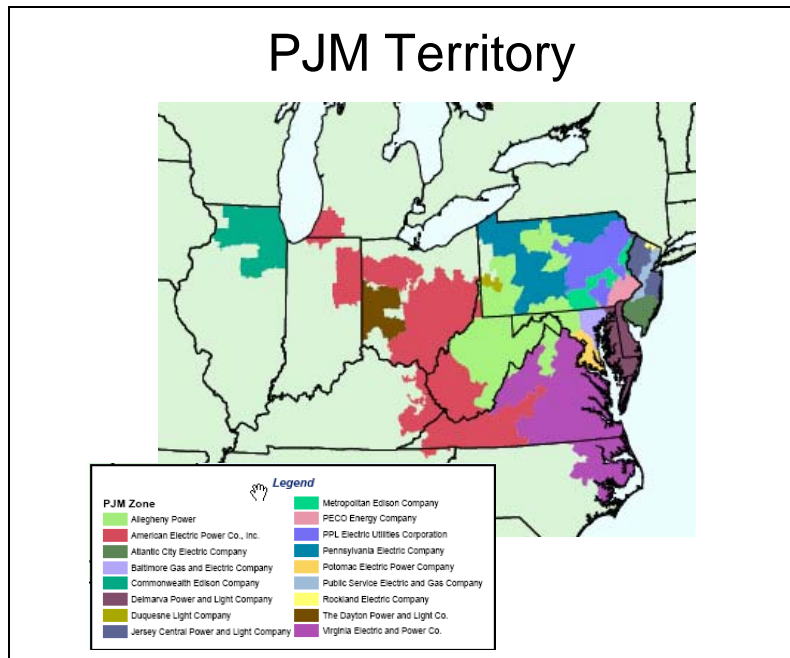 PJM Territory
Legend
PJM Zone
Allegheny Power
American Electric Power Co., Inc.
Atlantic City Electric Company
Baltimore Gas and Electric Company
Commonwealth Edison Company
Delmarva Power and Light Company
Duquesne Light Company
Jersey Central Power and Light Company
Metropolitan Edison Company
PECO Energy Company
PPL Electric Utilities Corporation
Pennsylvania Electric Company
Potomac Electric Power Company
Public Service Electric and Gas Company
Rockland Electric Company
The Dayton Power and Light Co.
Virginia Electric and Power Co.